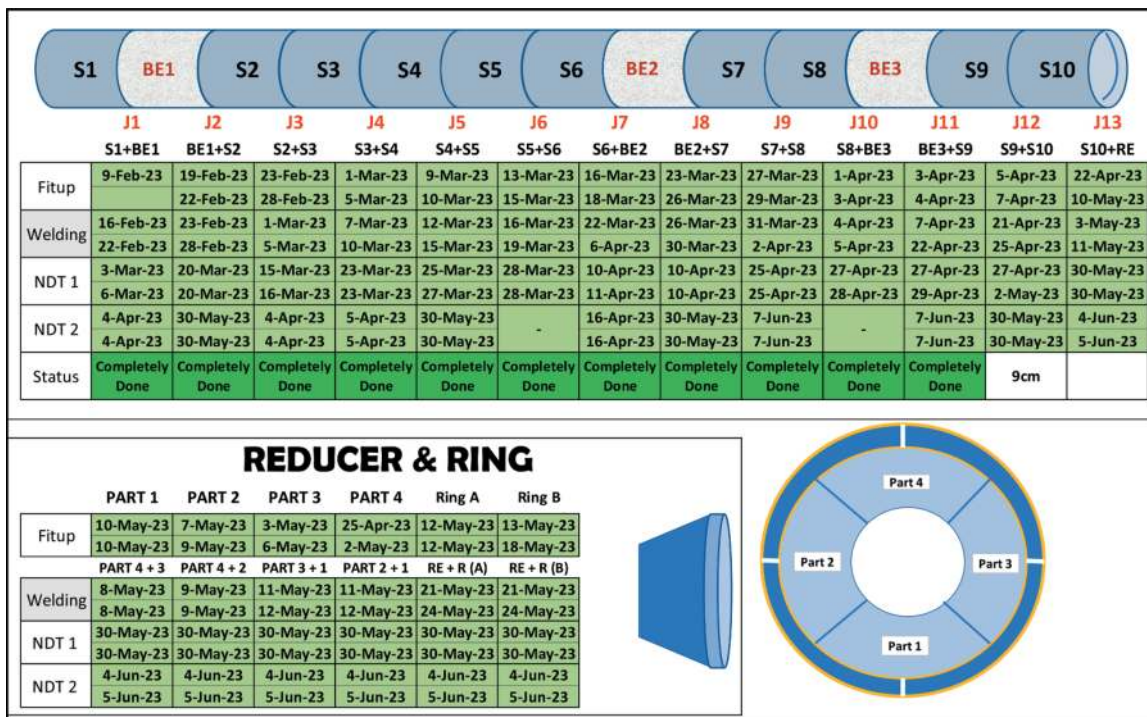 S1 BE1 S2 S3 S4 S5 S6 BE2 S7 S8 BE3 S9 S10
J1 J2 J3 J4 J5 J6 J7 J8 J9 J10 J11 J12 J13
S1+BE1 BE1+S2 S2+S3 S3+S4 S4+S5 S5+S6 S6+BE2 BE2+S7 S7+S8 S8+BE3 BE3+S9 S9+S10 S10+RE
Fitup
9-Feb-23 19-Feb-23 23-Feb-23 1-Mar-23 9-Mar-23 13-Mar-23 16-Mar-23 23-Mar-23 27-Mar-23 1-Apr-23 3-Apr-23 5-Apr-23 22-Apr-23
22-Feb-23 28-Feb-23 5-Mar-23 10-Mar-23 15-Mar-23 18-Mar-23 26-Mar-23 29-Mar-23 3-Apr-23 4-Apr-23 7-Apr-23 10-May-23
Welding
16-Feb-23 23-Feb-23 1-Mar-23 7-Mar-23 12-Mar-23 16-Mar-23 22-Mar-23 26-Mar-23 31-Mar-23 4-Apr-23 7-Apr-23 21-Apr-23 3-May-23
22-Feb-23 28-Feb-23 5-Mar-23 10-Mar-23 15-Mar-23 19-Mar-23 6-Apr-23 30-Mar-23 2-Apr-23 5-Apr-23 22-Apr-23 25-Apr-23 11-May-23
NDT 1
3-Mar-23 20-Mar-23 15-Mar-23 23-Mar-23 25-Mar-23 28-Mar-23 10-Apr-23 10-Apr-23 25-Apr-23 27-Apr-23 27-Apr-23 27-Apr-23 30-May-23
6-Mar-23 20-Mar-23 16-Mar-23 23-Mar-23 27-Mar-23 28-Mar-23 11-Apr-23 10-Apr-23 25-Apr-23 28-Apr-23 29-Apr-23 2-May-23 30-May-23
NDT 2
4-Apr-23 30-May-23 4-Apr-23 5-Apr-23 30-May-23 - 16-Apr-23 30-May-23 7-Jun-23 - 7-Jun-23 30-May-23 4-Jun-23
4-Apr-23 30-May-23 4-Apr-23 5-Apr-23 30-May-23 16-Apr-23 30-May-23 7-Jun-23 7-Jun-23 30-May-23 5-Jun-23
Status
Completely Completely Completely Completely Completely Completely Completely Completely Completely Completely Completely 9cm
Done Done Done Done Done Done Done Done Done Done Done
REDUCER & RING
PART 1 PART 2 PART 3 PART 4 Ring A Ring B
Fitup
10-May-23 7-May-23 3-May-23 25-Apr-23 12-May-23 13-May-23
10-May-23 9-May-23 6-May-23 2-May-23 12-May-23 18-May-23
PART 4 + 3 PART 4 + 2 PART 3 + 1 PART 2 + 1 RE + R (A) RE + R (B)
Welding
8-May-23 9-May-23 11-May-23 11-May-23 21-May-23 21-May-23
8-May-23 9-May-23 12-May-23 12-May-23 24-May-23 24-May-23
NDT 1
30-May-23 30-May-23 30-May-23 30-May-23 30-May-23 30-May-23
30-May-23 30-May-23 30-May-23 30-May-23 30-May-23 30-May-23
NDT 2
4-Jun-23 4-Jun-23 4-Jun-23 4-Jun-23 4-Jun-23 4-Jun-23
5-Jun-23 5-Jun-23 5-Jun-23 5-Jun-23 5-Jun-23 5-Jun-23
Part 4
Part 2
Part 3
Part 1